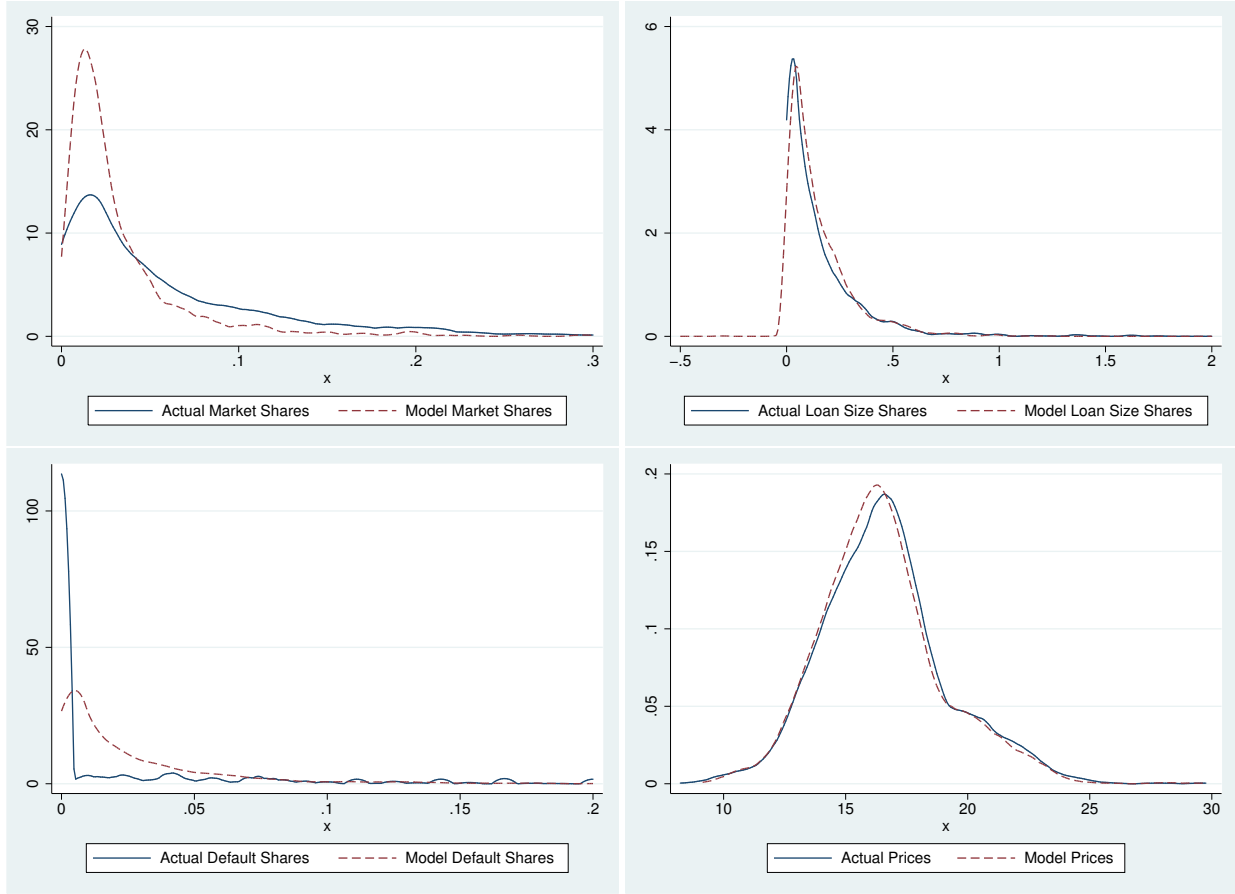 30
20
10
0
0 .1 .2 .3
x
Actual Market Shares Model Market Shares
6
4
2
0
-.5 0 .5 1 1.5 2
x
Actual Loan Size Shares Model Loan Size Shares
100
50
0
0 .05 .1 .15 .2
x
Actual Default Shares Model Default Shares
.2
.15
.1
.05
0
10 15 20 25 30
x
Actual Prices Model Prices